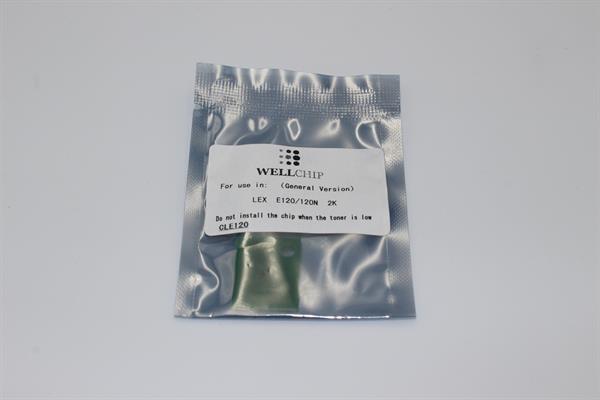 WELLCHIP
For use in: (General Version)
LEX E120/120N 2K
Do not install the chip when the toner is low
CLE120